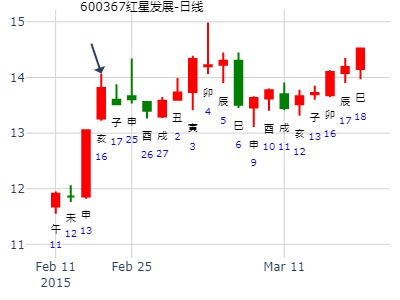 600367红星发展-日线
15
14
13
12
11
午
11
未
12
申
13
亥
16
子
17
申
25
酉
26
戌
27
丑
2
寅
3
卯
4
辰
5
巳
6
申
9
酉
10
戌
11
亥
12
子
13
卯
16
辰
17
巳
18
Feb 11
2015
Feb 25
Mar 11